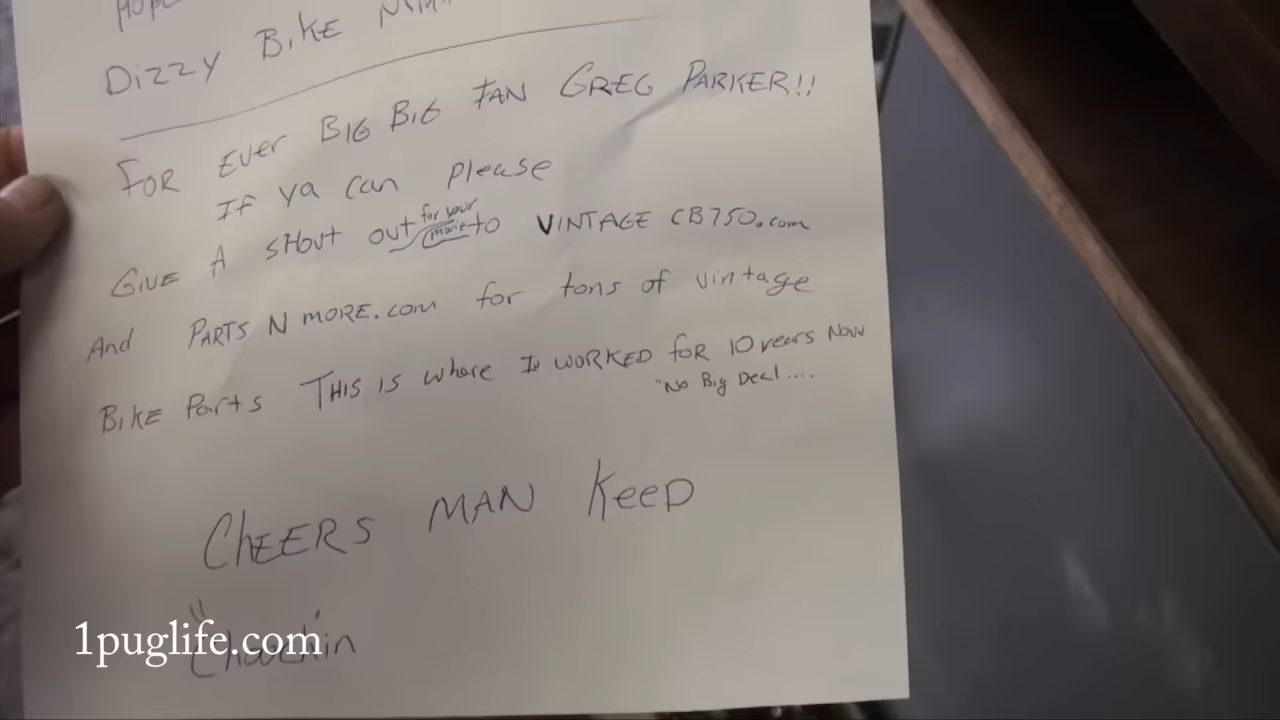 Dizzy Bike
For Ever Big Big Fan Greg Parker!!
If ya can please
Give A SHout out for your movie to Vintage CB750.com
And Parts N more.com for tons of vintage
Bike Parts This is where I worked for 10 years Now
"No Big Deal....
Cheers Man Keep
1puglife.com